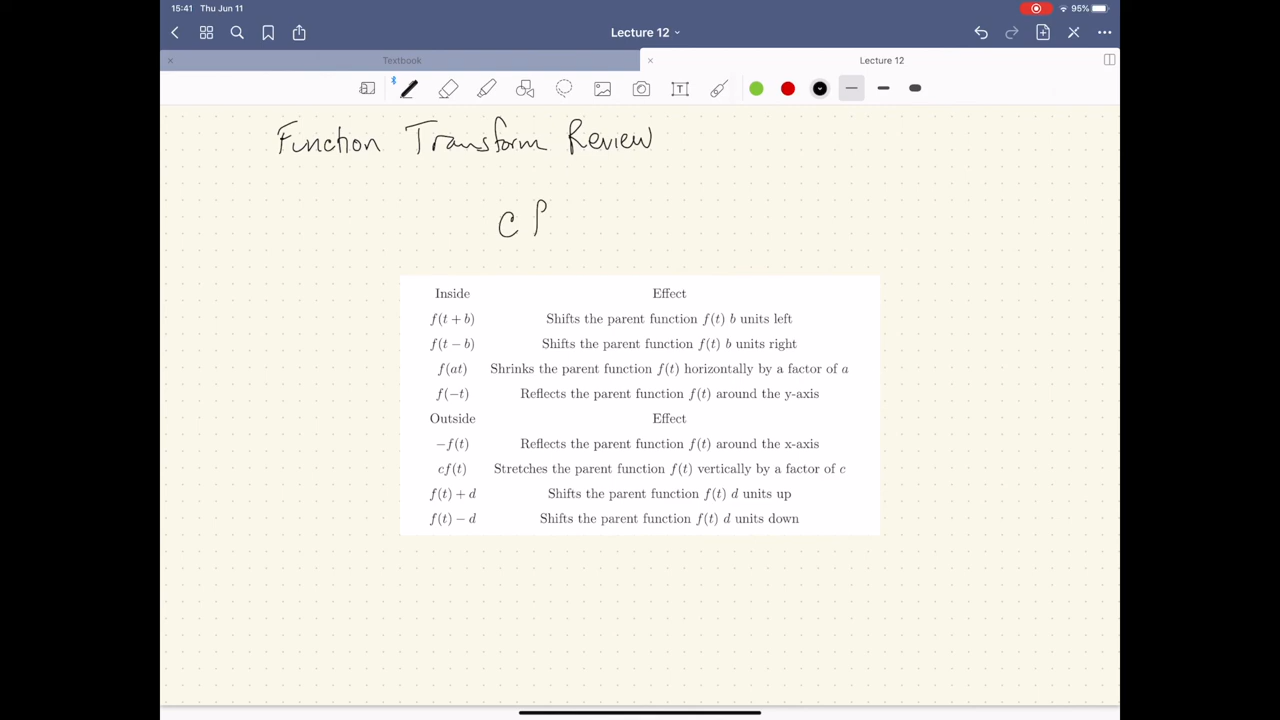 15:41 Thu Jun 11 95%
Lecture 12
Textbook Lecture 12
T
Function Transform Review
c f
Inside Effect
f(t + b) Shifts the parent function f(t) b units left
f(t − b) Shifts the parent function f(t) b units right
f(at) Shrinks the parent function f(t) horizontally by a factor of a
f(−t) Reflects the parent function f(t) around the y-axis
Outside Effect
−f(t) Reflects the parent function f(t) around the x-axis
cf(t) Stretches the parent function f(t) vertically by a factor of c
f(t) + d Shifts the parent function f(t) d units up
f(t) − d Shifts the parent function f(t) d units down